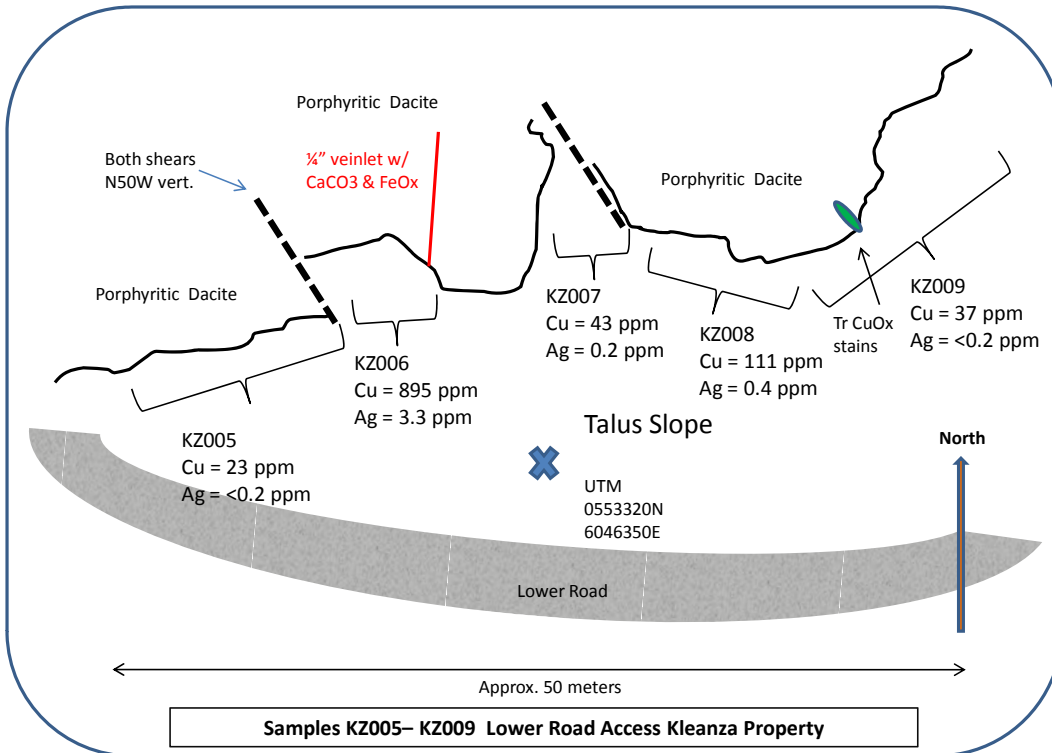 Porphyritic Dacite
Both shears
N50W vert.
¼” veinlet w/
CaCO3 & FeOx
Porphyritic Dacite
Porphyritic Dacite
KZ005
Cu = 23 ppm
Ag = <0.2 ppm
KZ006
Cu = 895 ppm
Ag = 3.3 ppm
KZ007
Cu = 43 ppm
Ag = 0.2 ppm
KZ008
Cu = 111 ppm
Ag = 0.4 ppm
Tr CuOx
stains
KZ009
Cu = 37 ppm
Ag = <0.2 ppm
Talus Slope
UTM
0553320N
6046350E
North
Lower Road
Approx. 50 meters
Samples KZ005– KZ009 Lower Road Access Kleanza Property